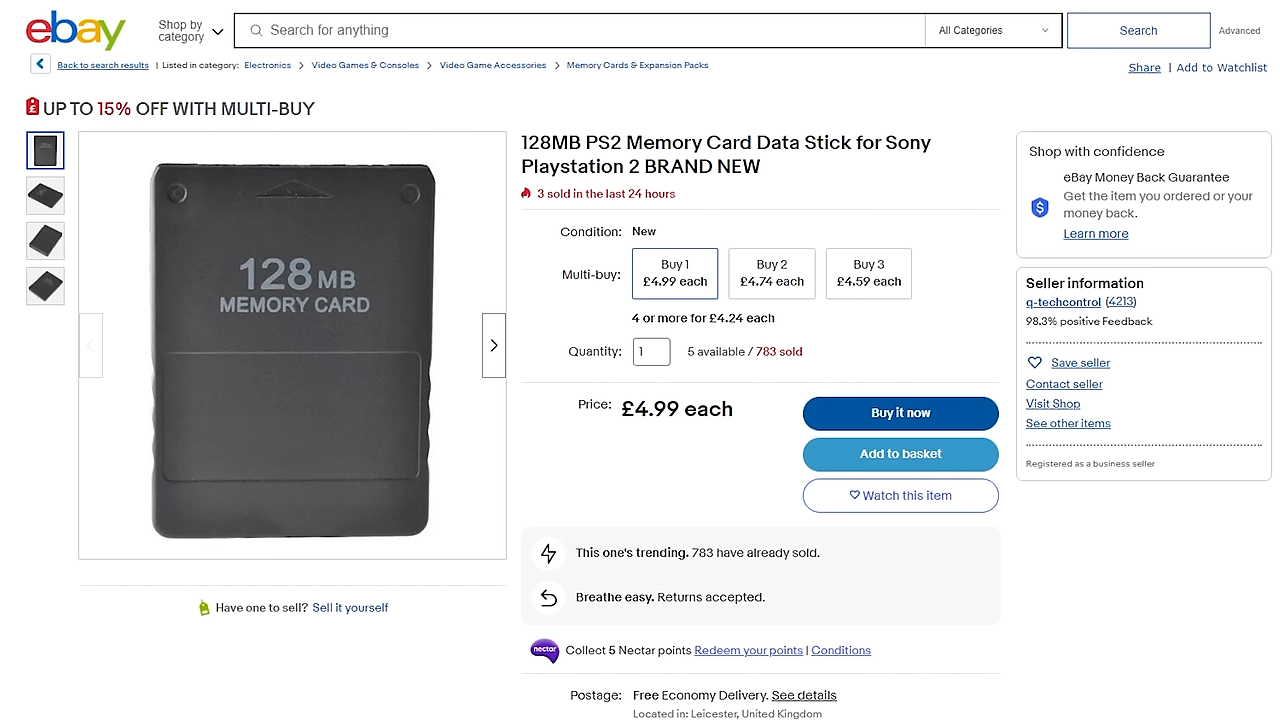 ebay
Shop by category
Search for anything
All Categories
Search
Advanced
Back to search results | Listed in category: Electronics > Video Games & Consoles > Video Game Accessories > Memory Cards & Expansion Packs
Share | Add to Watchlist
£ UP TO 15% OFF WITH MULTI-BUY
128 MB
MEMORY CARD
Have one to sell? Sell it yourself
128MB PS2 Memory Card Data Stick for Sony
Playstation 2 BRAND NEW
3 sold in the last 24 hours
Condition: New
Multi-buy:
Buy 1
£4.99 each
Buy 2
£4.74 each
Buy 3
£4.59 each
4 or more for £4.24 each
Quantity: 1 5 available / 783 sold
Price: £4.99 each
Buy it now
Add to basket
Watch this item
This one's trending. 783 have already sold.
Breathe easy. Returns accepted.
nectar Collect 5 Nectar points Redeem your points | Conditions
Postage: Free Economy Delivery. See details
Located in: Leicester, United Kingdom
Shop with confidence
eBay Money Back Guarantee
Get the item you ordered or your
money back.
Learn more
Seller information
q-techcontrol (4213)
98.3% positive Feedback
Save seller
Contact seller
Visit Shop
See other items
Registered as a business seller